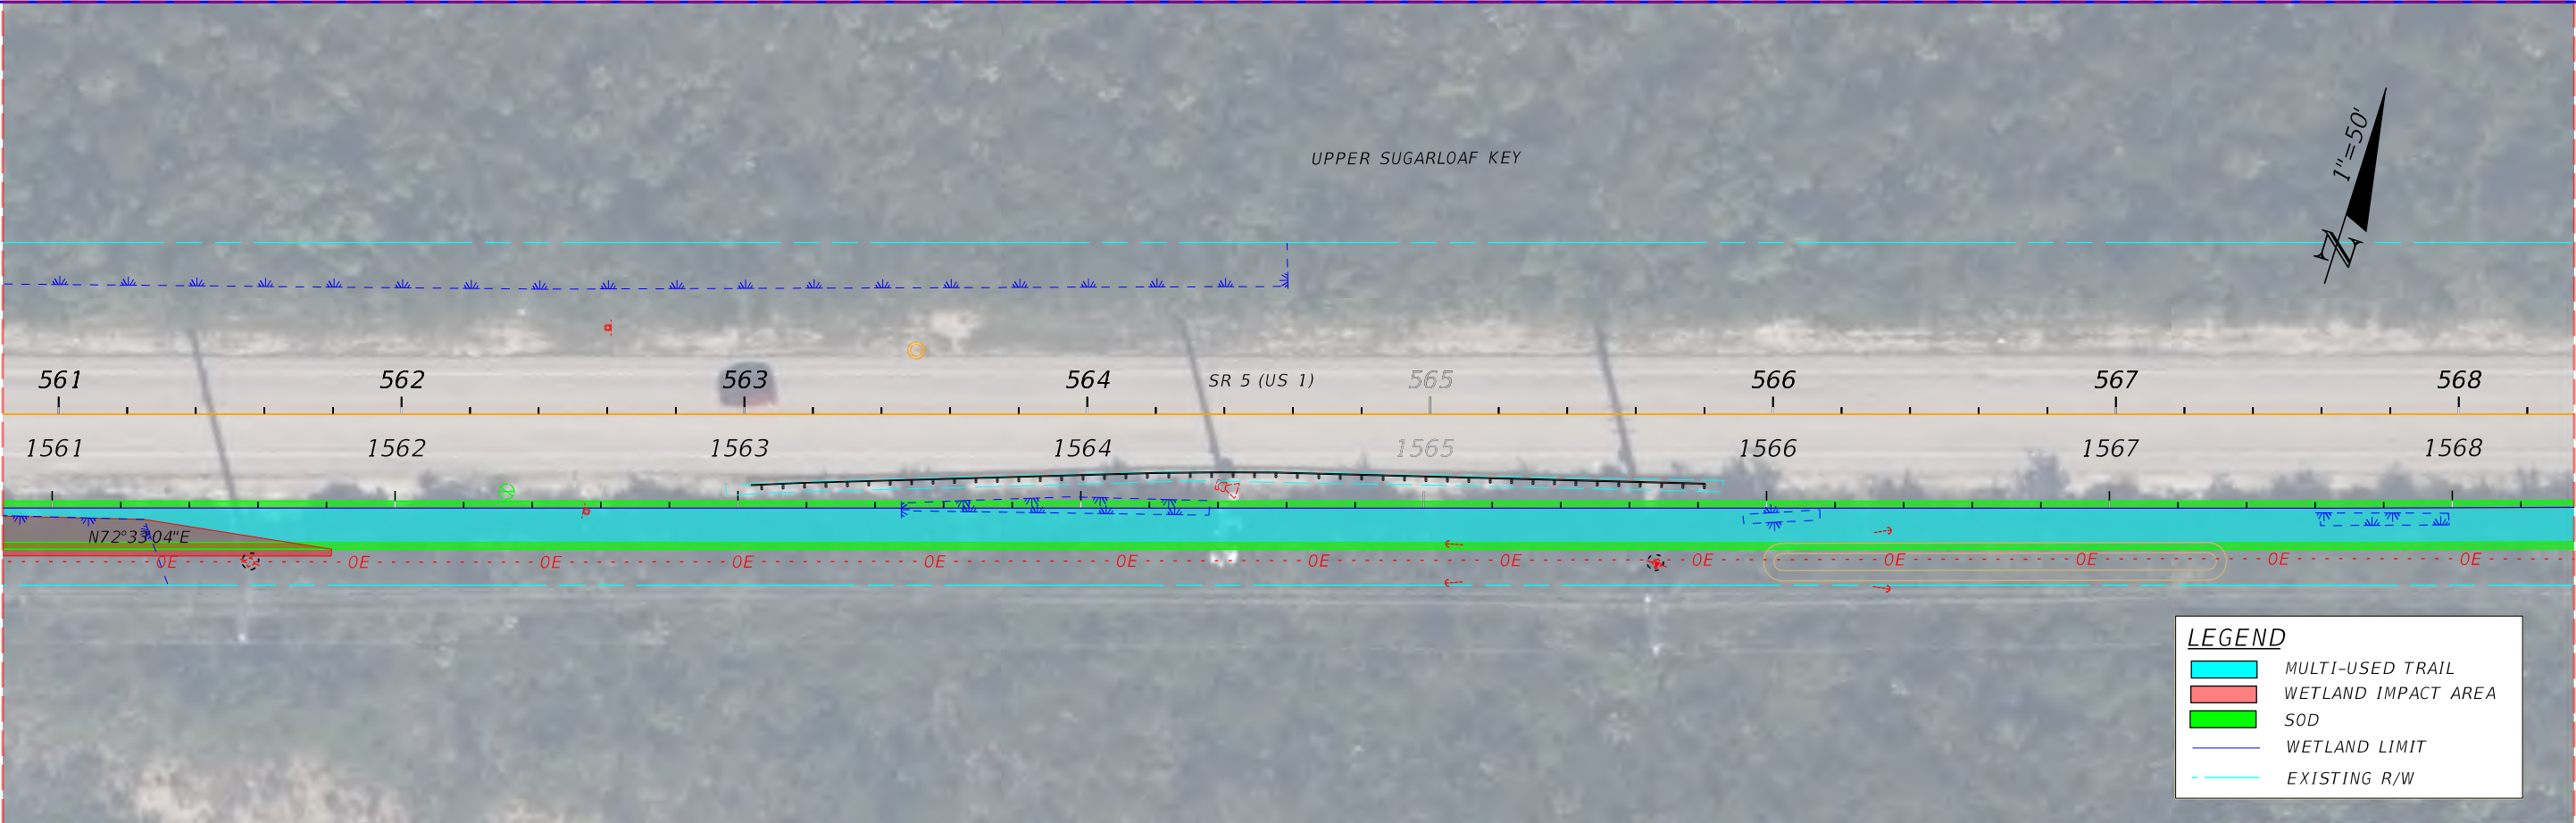 UPPER SUGARLOAF KEY
1"=50'
N
561 562 563 564 SR 5 (US 1) 565 566 567 568
1561 1562 1563 1564 1565 1566 1567 1568
N72°33'04"E
OE OE OE OE OE OE OE OE OE OE OE OE OE
LEGEND
MULTI-USED TRAIL
WETLAND IMPACT AREA
SOD
WETLAND LIMIT
EXISTING R/W